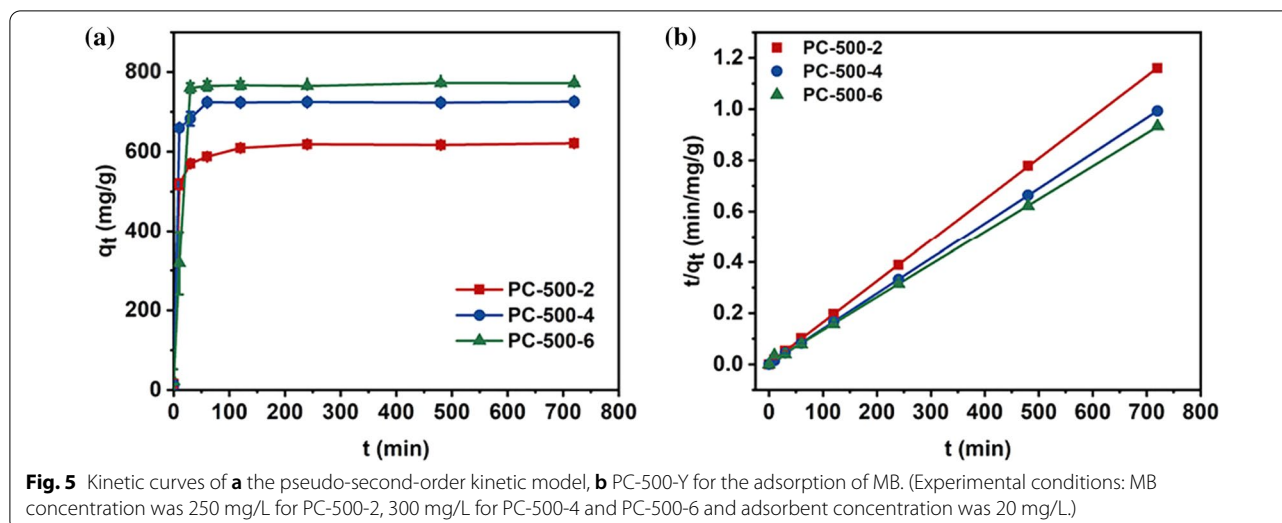 (a)
qt (mg/g)
800
600
400
200
0
PC-500-2
PC-500-4
PC-500-6
0 100 200 300 400 500 600 700 800
t (min)
(b)
t/qt (min/mg/g)
1.2
1.0
0.8
0.6
0.4
0.2
0.0
PC-500-2
PC-500-4
PC-500-6
0 100 200 300 400 500 600 700 800
t (min)
Fig. 5 Kinetic curves of a the pseudo-second-order kinetic model, b PC-500-Y for the adsorption of MB. (Experimental conditions: MB
concentration was 250 mg/L for PC-500-2, 300 mg/L for PC-500-4 and PC-500-6 and adsorbent concentration was 20 mg/L.)